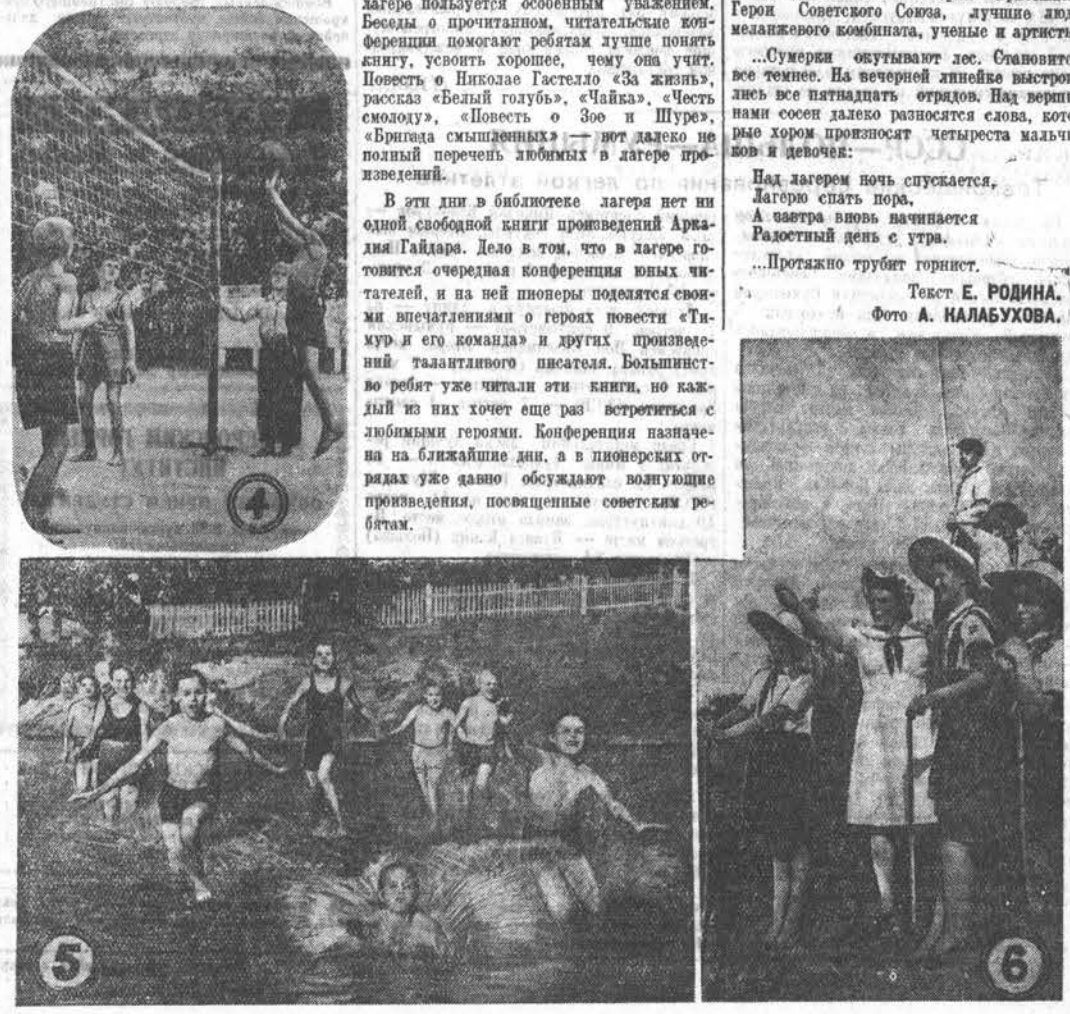 лагере пользуется особенным уважением.
Беседы о прочитанном, читательские кон-
ференции помогают ребятам лучше понять
книгу, усвоить хорошее, чему она учит.
Повесть о Николае Гастелло «За жизнь»,
рассказ «Белый голубь», «Чайка», «Честь
смолоду», «Повесть о Зое и Шуре»,
«Бригада смышленных» — вот далеко не
полный перечень любимых в лагере про-
изведений.
В эти дни в библиотеке лагеря нет ни
одной свободной книги произведений Арка-
дия Гайдара. Дело в том, что в лагере го-
товится очередная конференция юных чи-
тателей, и на ней пионеры поделятся свои-
ми впечатлениями о героях повести «Ти-
мур и его команда» и других произведе-
ний талантливого писателя. Большинст-
во ребят уже читали эти книги, но каж-
дый из них хочет еще раз встретиться с
любимыми героями. Конференция назначе-
на на ближайшие дни, а в пионерских от-
рядах уже давно обсуждают волнующие
произведения, посвященные советским ре-
бятам.
Герои Советского Союза, лучшие люд
меланжевого комбината, ученые и артисты
...Сумерки окутывают лес. Становитс
все темнее. На вечерней линейке выстрои
лись все пятнадцать отрядов. Над верши
нами сосен далеко разносятся слова, кото
рые хором произносят четыреста мальчи
ков и девочек:
Над лагерем ночь спускается,
Лагерю спать пора,
А завтра вновь начинается
Радостный день с утра.
...Протяжно трубит горнист.
Текст Е. РОДИНА.
Фото А. КАЛАБУХОВА.
4
5
6